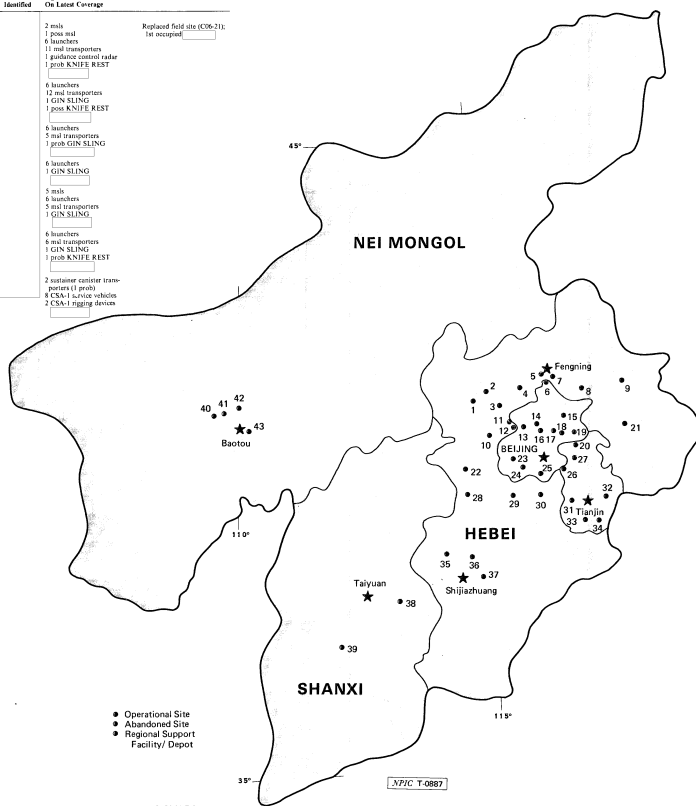 Identified On Latest Coverage
2 msls
1 poss msl
6 launchers
11 msl transporters
1 guidance control radar
1 prob KNIFE REST
Replaced field site (C06-21);
1st occupied
6 launchers
12 msl transporters
1 GIN SLING
1 poss KNIFE REST
6 launchers
5 msl transporters
1 prob GIN SLING
6 launchers
1 GIN SLING
5 msls
6 launchers
5 msl transporters
1 GIN SLING
6 launchers
6 msl transporters
1 GIN SLING
1 prob KNIFE REST
2 sustainer canister trans-
porters (1 prob)
8 CSA-1 service vehicles
2 CSA-1 rigging devices
45°
NEI MONGOL
Fengning
5
7
6
2
4
8
9
1
3
42
41
40
43
Baotou
11
12
13
14
15
16
17
18
19
21
10
BEIJING
20
23
24
25
26
27
22
28
29
30
31
32
Tianjin
33
34
110°
HEBEI
35
36
37
Shijiazhuang
Taiyuan
38
39
SHANXI
Operational Site
Abandoned Site
Regional Support
Facility/ Depot
115°
35°
NPIC T-0887